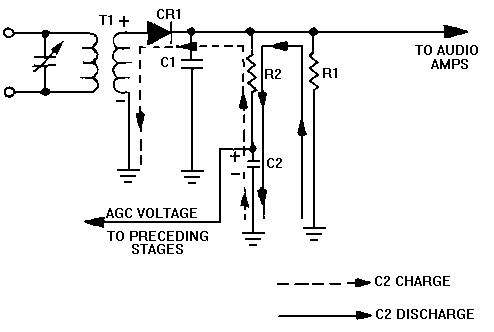 T1 +
CR1
C1
R2
R1
TO AUDIO
AMPS
-
+
-
C2
AGC VOLTAGE
TO PRECEDING
STAGES
C2 CHARGE
C2 DISCHARGE